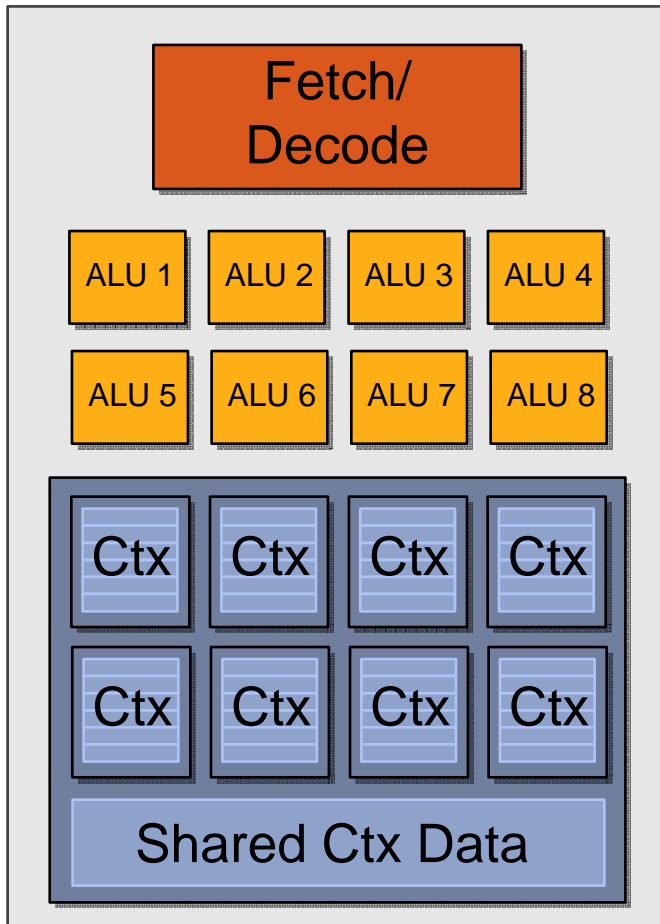 Fetch/
Decode
ALU 1 ALU 2 ALU 3 ALU 4
ALU 5 ALU 6 ALU 7 ALU 8
Ctx Ctx Ctx Ctx
Ctx Ctx Ctx Ctx
Shared Ctx Data